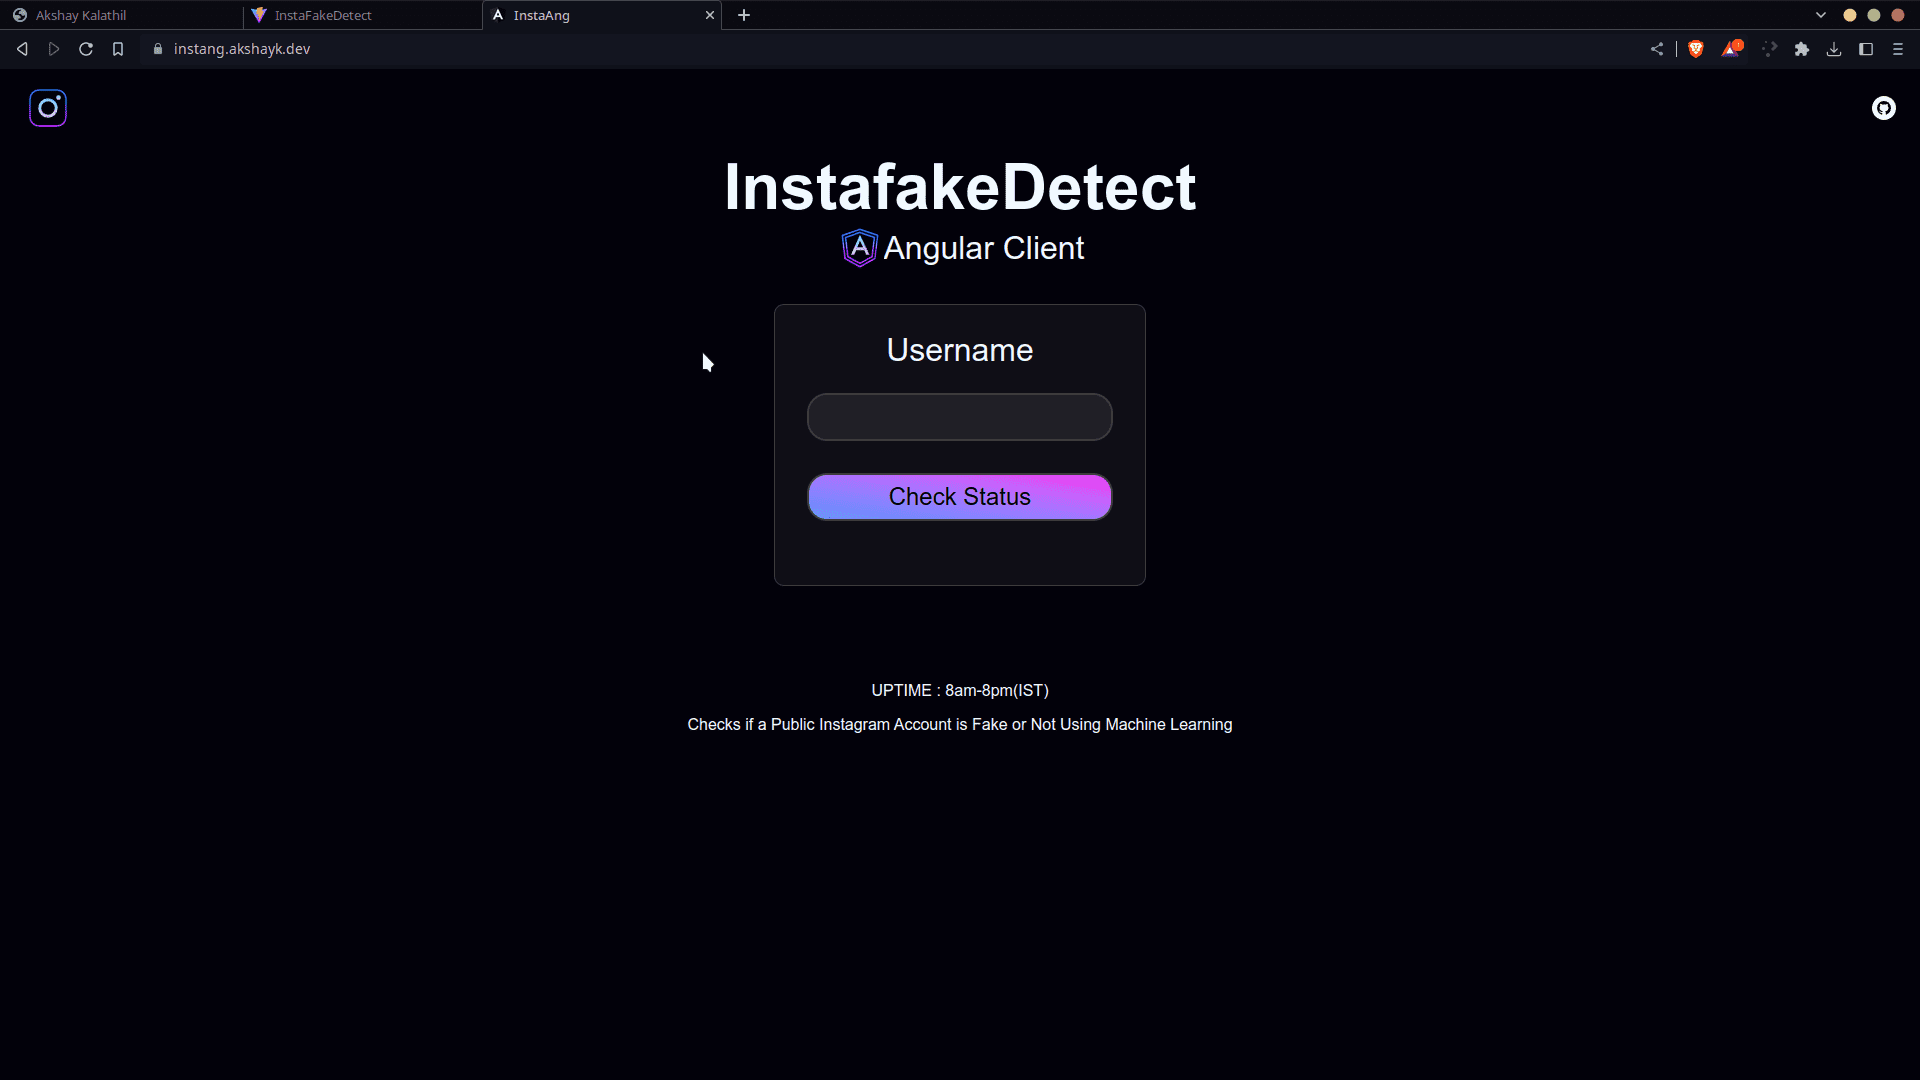 Akshay Kalathil
InstaFakeDetect
InstaAng
instang.akshayk.dev
InstafakeDetect
Angular Client
Username
Check Status
UPTIME : 8am-8pm(IST)
Checks if a Public Instagram Account is Fake or Not Using Machine Learning